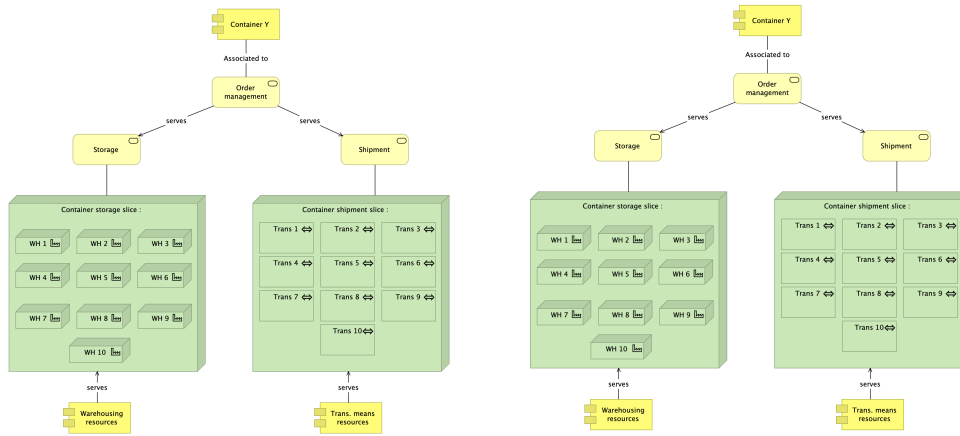 Container Y
Associated to
Order
management
serves
serves
Storage
Shipment
Container storage slice :
WH 1
WH 2
WH 3
WH 4
WH 5
WH 6
WH 7
WH 8
WH 9
WH 10
Container shipment slice :
Trans 1
Trans 2
Trans 3
Trans 4
Trans 5
Trans 6
Trans 7
Trans 8
Trans 9
Trans 10
serves
serves
Warehousing
resources
Trans. means
resources
Container Y
Associated to
Order
management
serves
serves
Storage
Shipment
Container storage slice :
WH 1
WH 2
WH 3
WH 4
WH 5
WH 6
WH 7
WH 8
WH 9
WH 10
Container shipment slice :
Trans 1
Trans 2
Trans 3
Trans 4
Trans 5
Trans 6
Trans 7
Trans 8
Trans 9
Trans 10
serves
serves
Warehousing
resources
Trans. means
resources